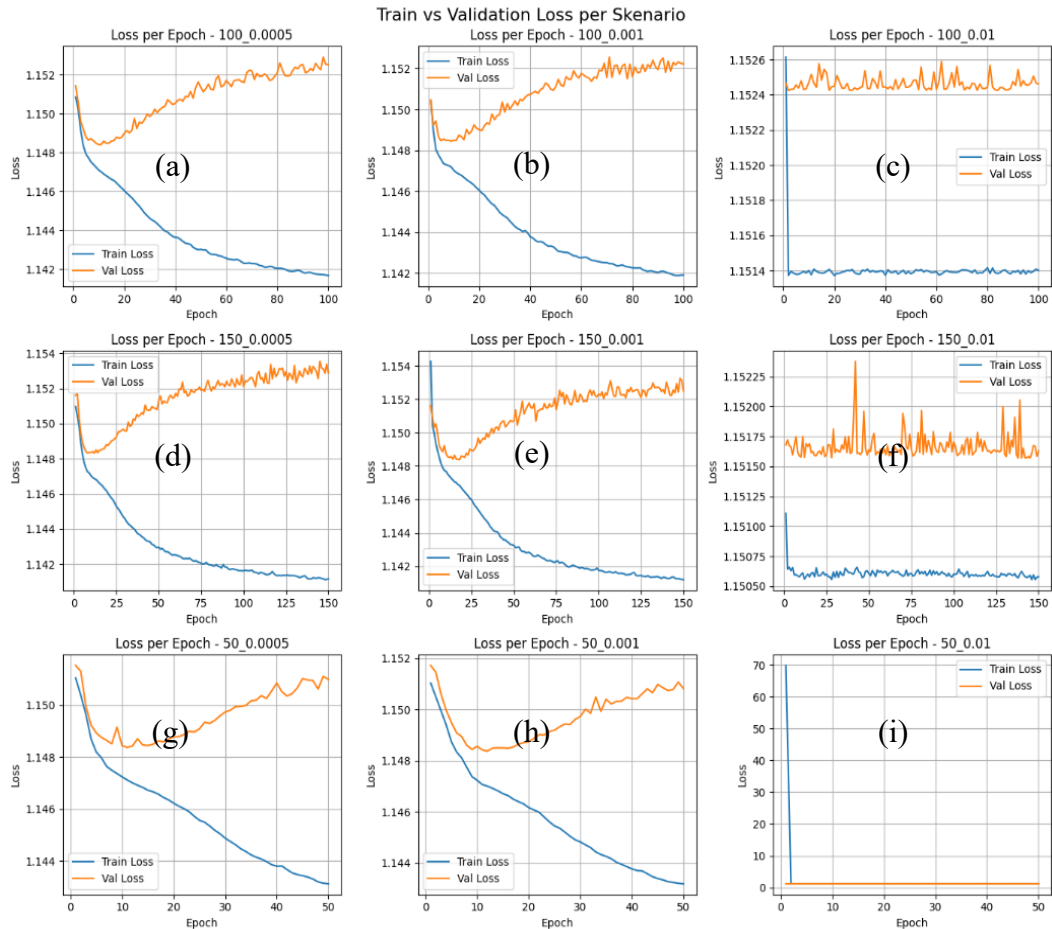 Train vs Validation Loss per Skenario
Loss per Epoch - 100_0.0005
Loss
1.152
1.150
1.148
1.146
1.144
1.142
(a)
Train Loss
Val Loss
0 20 40 60 80 100
Epoch
Loss per Epoch - 100_0.001
Loss
1.152
1.150
1.148
1.146
1.144
1.142
Train Loss
Val Loss
(b)
0 20 40 60 80 100
Epoch
Loss per Epoch - 100_0.01
Loss
1.1526
1.1524
1.1522
1.1520
1.1518
1.1516
1.1514
(c)
Train Loss
Val Loss
0 20 40 60 80 100
Epoch
Loss per Epoch - 150_0.0005
Loss
1.154
1.152
1.150
1.148
1.146
1.144
1.142
Train Loss
Val Loss
(d)
0 25 50 75 100 125 150
Epoch
Loss per Epoch - 150_0.001
Loss
1.154
1.152
1.150
1.148
1.146
1.144
1.142
(e)
Train Loss
Val Loss
0 25 50 75 100 125 150
Epoch
Loss per Epoch - 150_0.01
Loss
1.15225
1.15200
1.15175
1.15150
1.15125
1.15100
1.15075
1.15050
Train Loss
Val Loss
(f)
0 25 50 75 100 125 150
Epoch
Loss per Epoch - 50_0.0005
Loss
1.150
1.148
1.146
1.144
(g)
Train Loss
Val Loss
0 10 20 30 40 50
Epoch
Loss per Epoch - 50_0.001
Loss
1.152
1.150
1.148
1.146
1.144
(h)
Train Loss
Val Loss
0 10 20 30 40 50
Epoch
Loss per Epoch - 50_0.01
Loss
70
60
50
40
30
20
10
0
Train Loss
Val Loss
(i)
0 10 20 30 40 50
Epoch